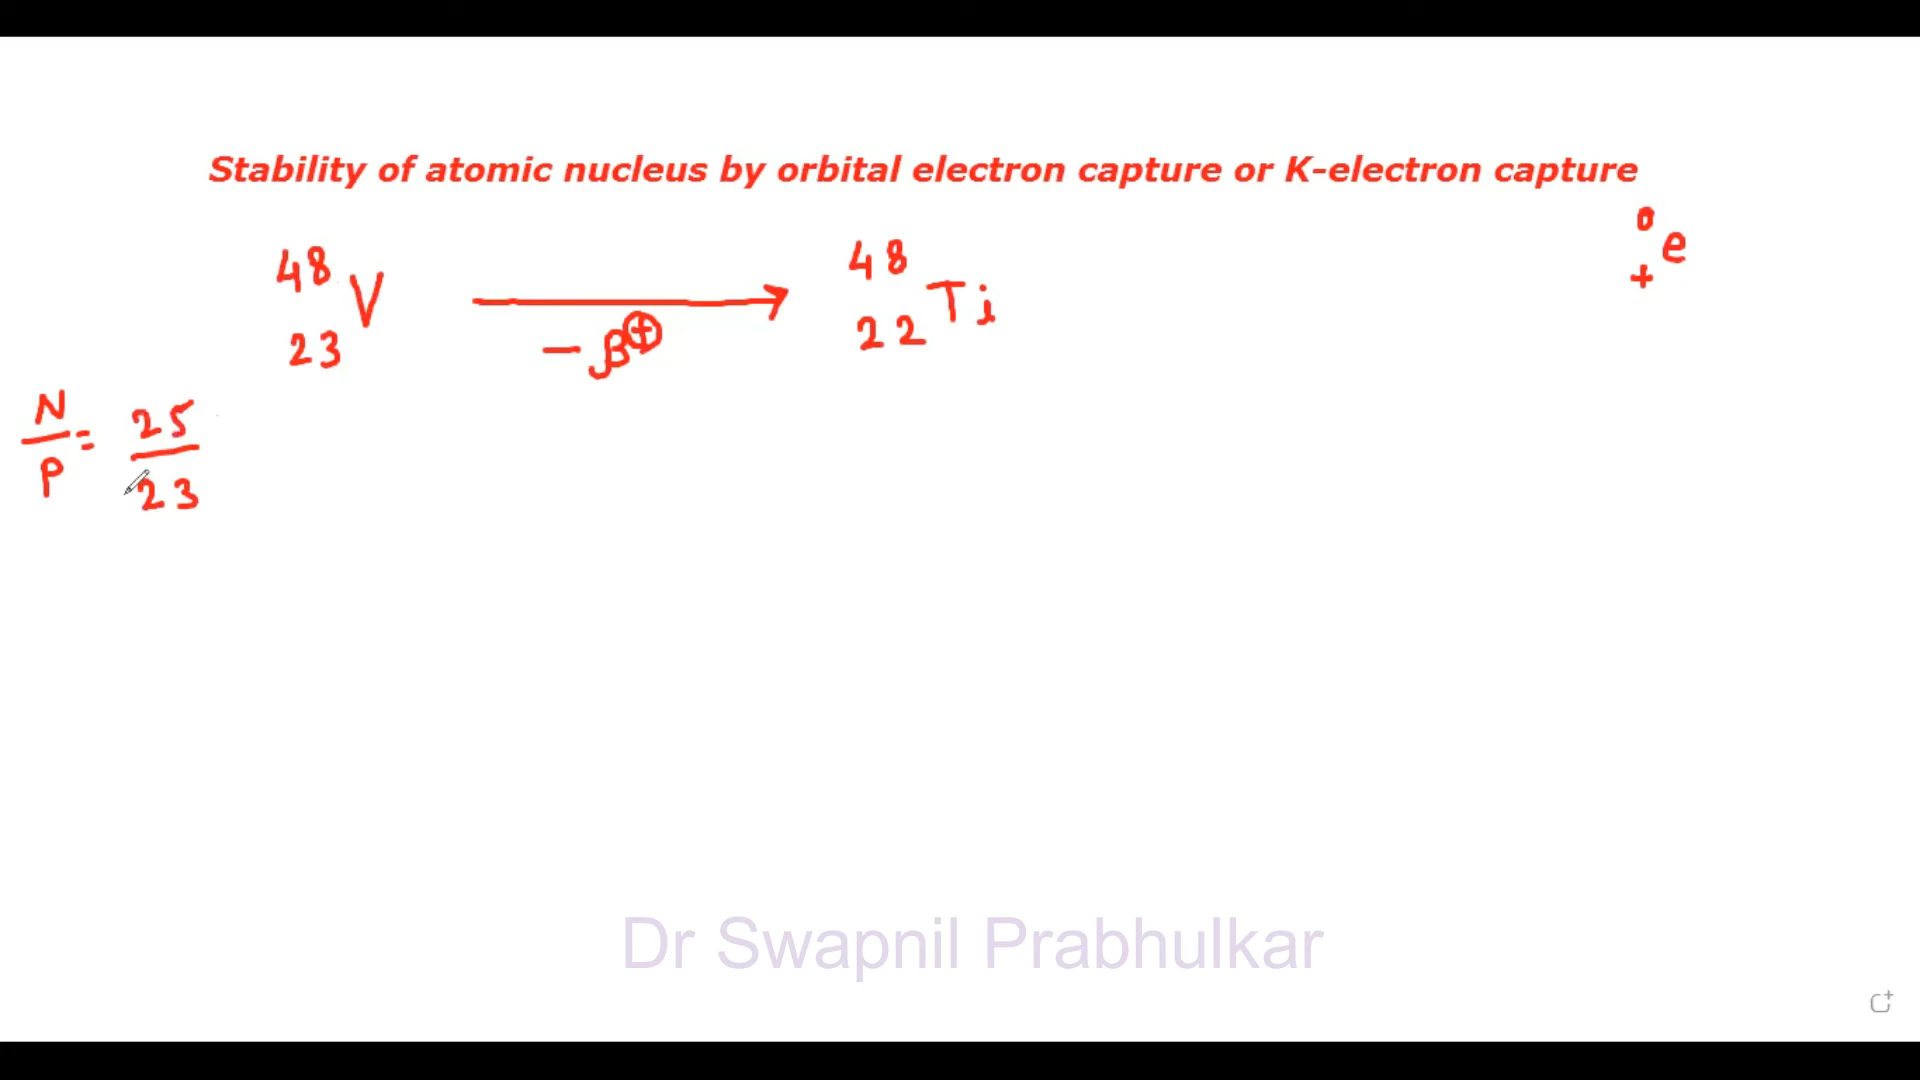 Stability of atomic nucleus by orbital electron capture or K-electron capture
0
+ e
48
23 V
- β+
48
22 Ti
N/P = 25/23
Dr Swapnil Prabhulkar